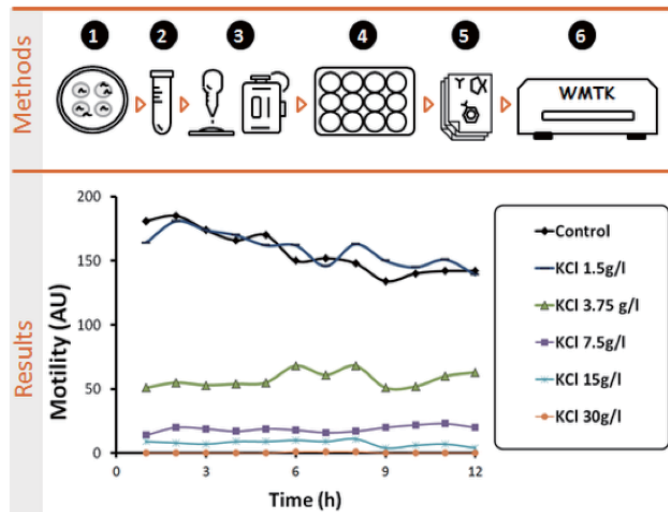 Methods
1 2 3 4 5 6
WMTK
Results
Motility (AU)
200
150
100
50
0
0 3 6 9 12
Time (h)
Control
KCl 1.5g/l
KCl 3.75 g/l
KCl 7.5g/l
KCl 15g/l
KCl 30g/l